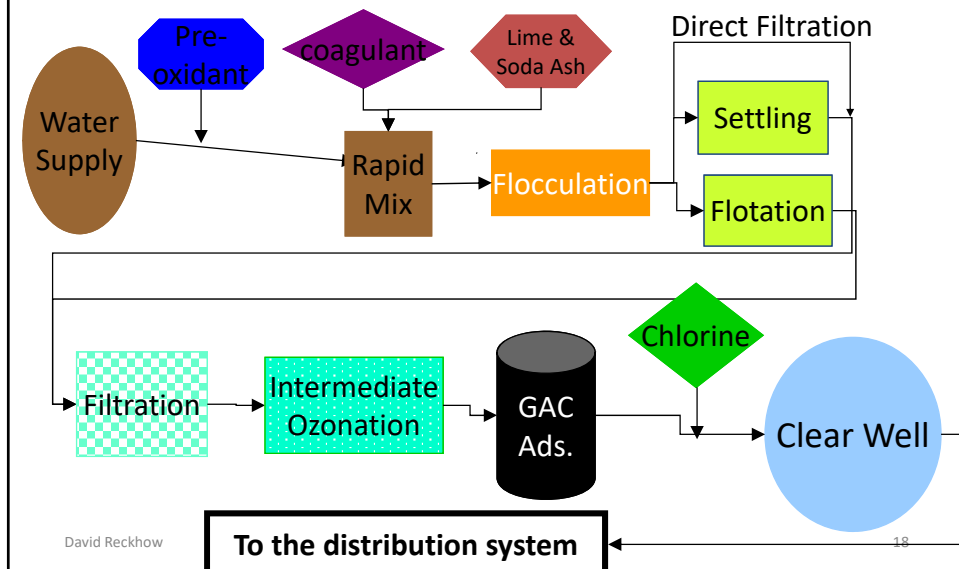 Pre-
oxidant
coagulant
Lime &
Soda Ash
Direct Filtration
Water
Supply
Rapid
Mix
Flocculation
Settling
Flotation
Filtration
Intermediate
Ozonation
GAC
Ads.
Chlorine
Clear Well
David Reckhow
To the distribution system
18